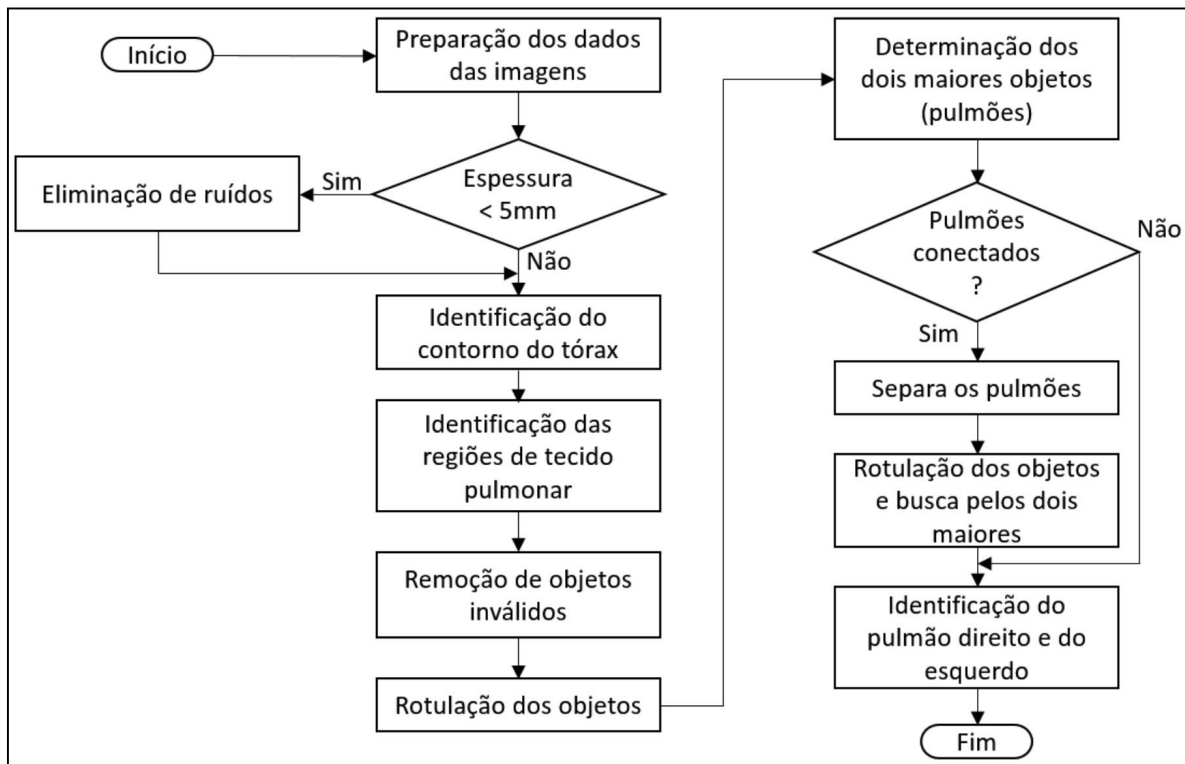 Início
Preparação dos dados
das imagens
Espessura
< 5mm
Sim
Eliminação de ruídos
Não
Identificação do
contorno do tórax
Identificação das
regiões de tecido
pulmonar
Remoção de objetos
inválidos
Rotulação dos objetos
Determinação dos
dois maiores objetos
(pulmões)
Pulmões
conectados
?
Não
Sim
Separa os pulmões
Rotulação dos objetos
e busca pelos dois
maiores
Identificação do
pulmão direito e do
esquerdo
Fim